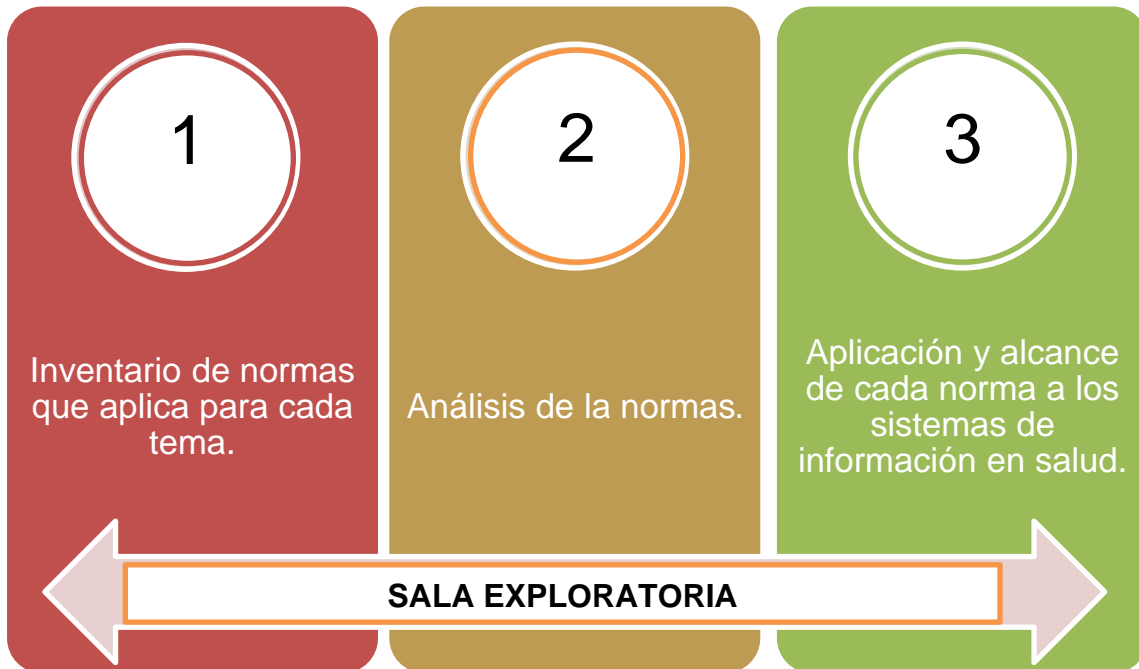 1
Inventario de normas
que aplica para cada
tema.
2
Análisis de la normas.
3
Aplicación y alcance
de cada norma a los
sistemas de
información en salud.
SALA EXPLORATORIA